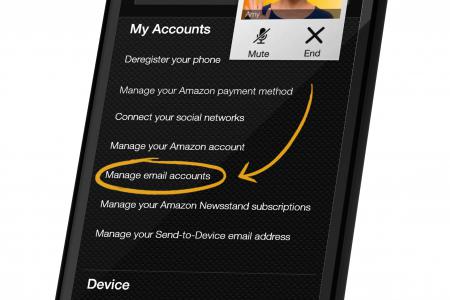 Amy
Mute
End
My Accounts
Deregister your phone
Manage your Amazon payment method
Connect your social networks
Manage your Amazon account
Manage email accounts
Manage your Amazon Newsstand subscriptions
Manage your Send-to-Device email address
Device